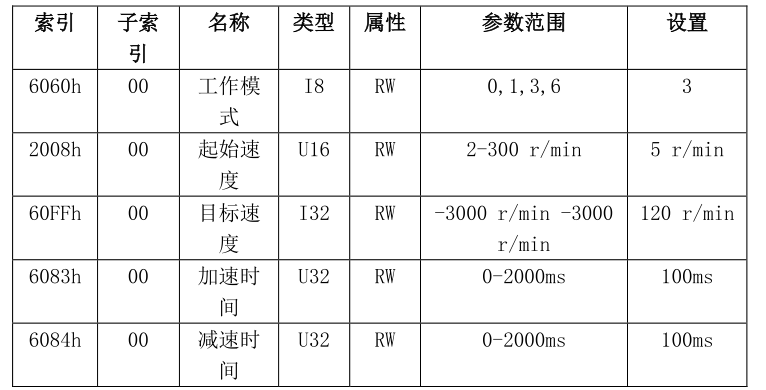 索引 子索 名称 类型 属性 参数范围 设置
引
6060h 00 工作模 I8 RW 0,1,3,6 3
式
2008h 00 起始速 U16 RW 2-300 r/min 5 r/min
度
60FFh 00 目标速 I32 RW -3000 r/min -3000 120 r/min
度 r/min
6083h 00 加速时 U32 RW 0-2000ms 100ms
间
6084h 00 减速时 U32 RW 0-2000ms 100ms
间